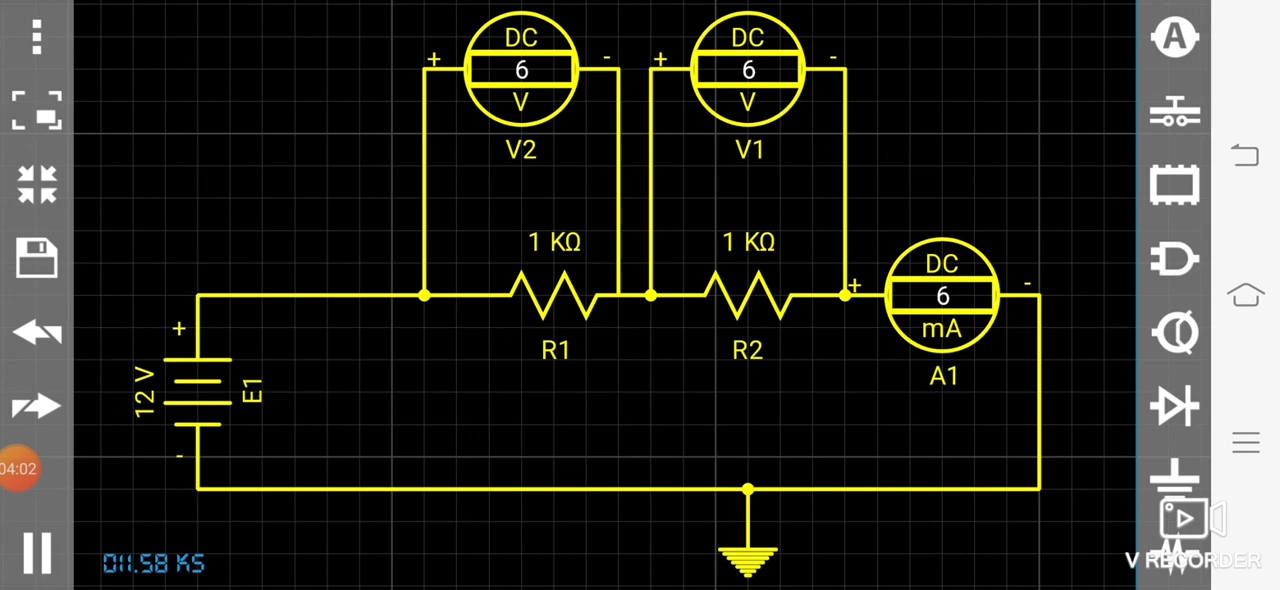 DC
6
V
+
-
V2
DC
6
V
+
-
V1
1 KΩ
R1
1 KΩ
R2
DC
6
mA
+
-
A1
+
12 V
E1
-
04:02
011.58 KS
A
V RECORDER